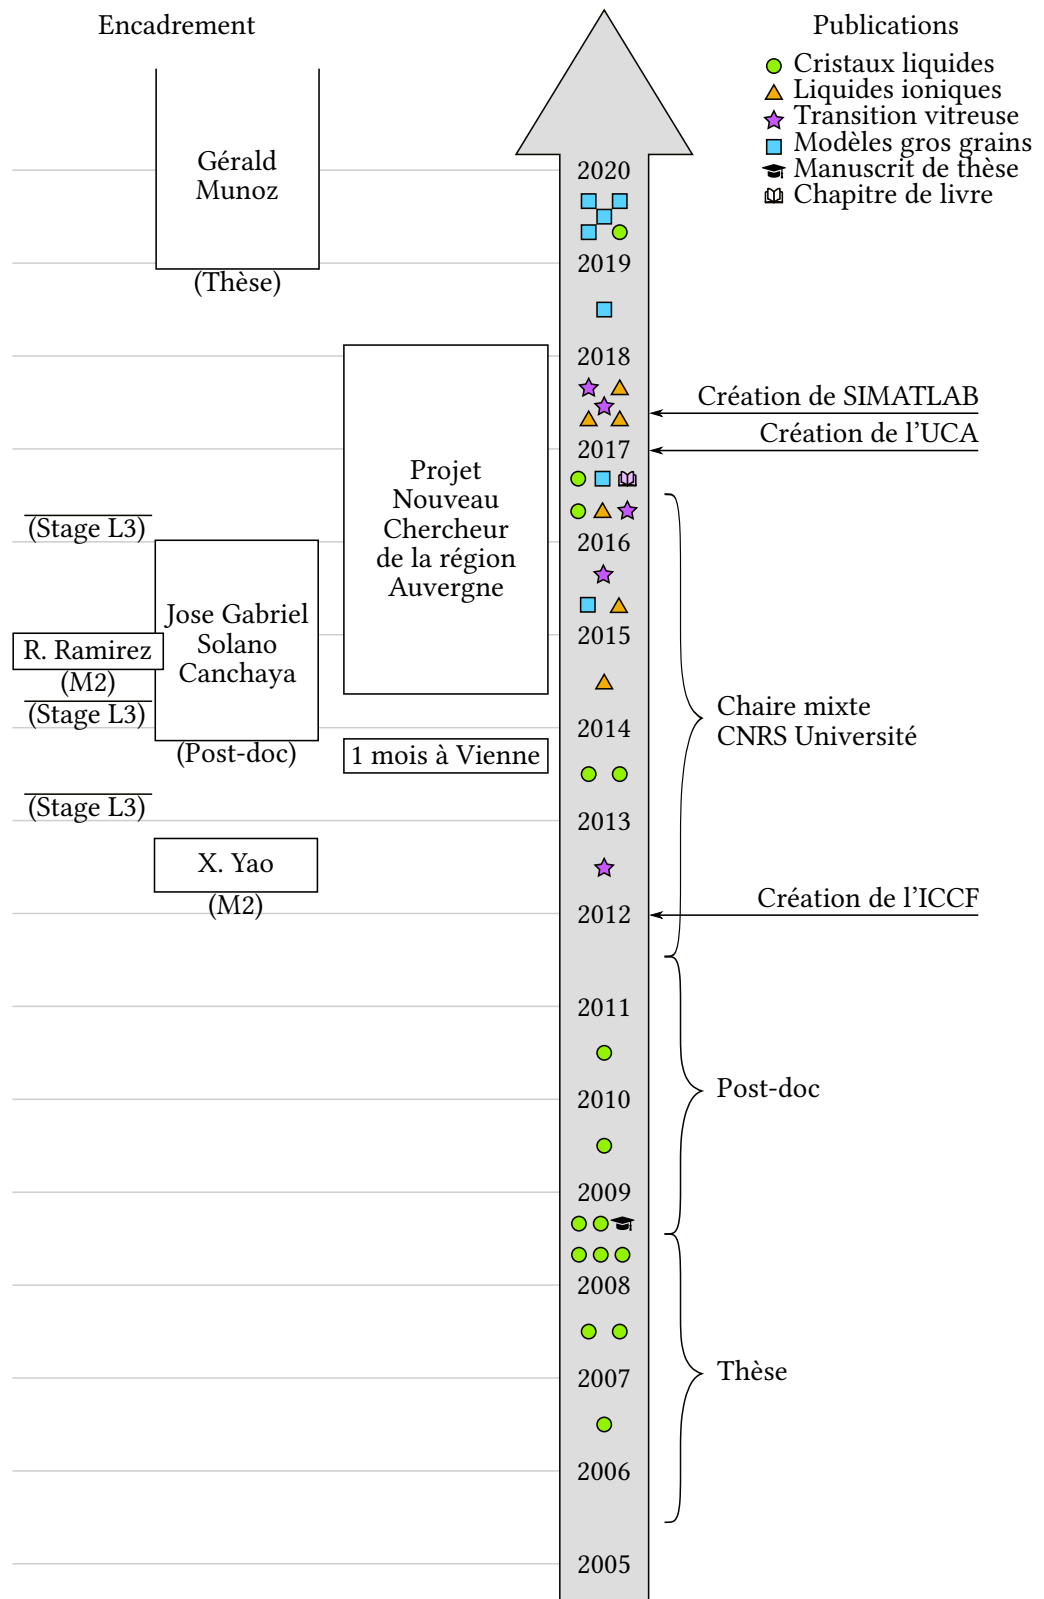 Encadrement
Publications
Cristaux liquides
Liquides ioniques
Transition vitreuse
Modèles gros grains
Manuscrit de thèse
Chapitre de livre
Gérald
Munoz
(Thèse)
2020
2019
2018
Création de SIMATLAB
Création de l'UCA
2017
Projet
Nouveau
Chercheur
de la région
Auvergne
(Stage L3)
2016
Jose Gabriel
Solano
Canchaya
(Post-doc)
R. Ramirez
(M2)
(Stage L3)
2015
2014
Chaire mixte
CNRS Université
1 mois à Vienne
(Stage L3)
2013
X. Yao
(M2)
2012
Création de l'ICCF
2011
Post-doc
2010
2009
2008
Thèse
2007
2006
2005